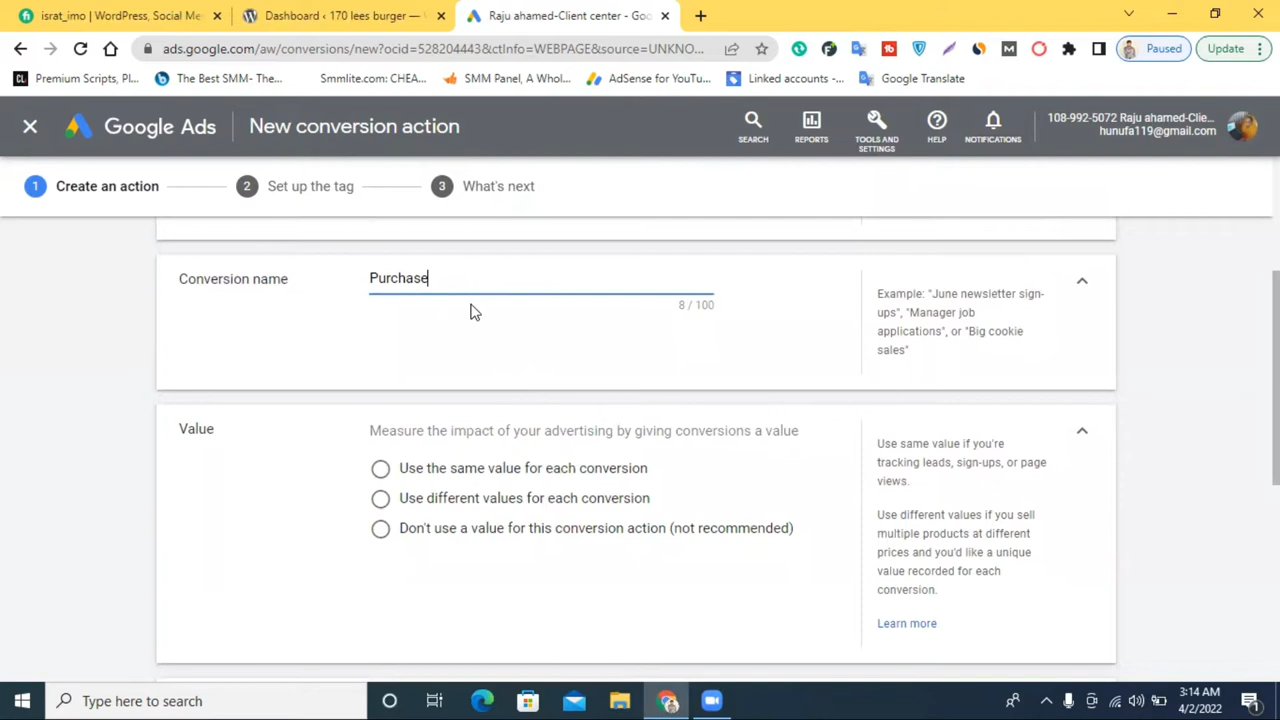 israt_imo | WordPress, Social Me
Dashboard ‹ 170 lees burger —
Raju ahamed-Client center - Goo
ads.google.com/aw/conversions/new?ocid=528204443&ctInfo=WEBPAGE&source=UNKNO...
Paused
Update
Premium Scripts, Pl...
The Best SMM- The...
Smmlite.com: CHEA...
SMM Panel, A Whol...
AdSense for YouTu...
Linked accounts -...
Google Translate
Google Ads
New conversion action
SEARCH
REPORTS
TOOLS AND
SETTINGS
HELP
NOTIFICATIONS
108-992-5072 Raju ahamed-Clie...
hunufa119@gmail.com
1 Create an action
2 Set up the tag
3 What's next
Conversion name
Purchase
8 / 100
Example: "June newsletter sign-
ups", "Manager job
applications", or "Big cookie
sales"
Value
Measure the impact of your advertising by giving conversions a value
Use the same value for each conversion
Use different values for each conversion
Don't use a value for this conversion action (not recommended)
Use same value if you're
tracking leads, sign-ups, or page
views.
Use different values if you sell
multiple products at different
prices and you'd like a unique
value recorded for each
conversion.
Learn more
Type here to search
3:14 AM
4/2/2022